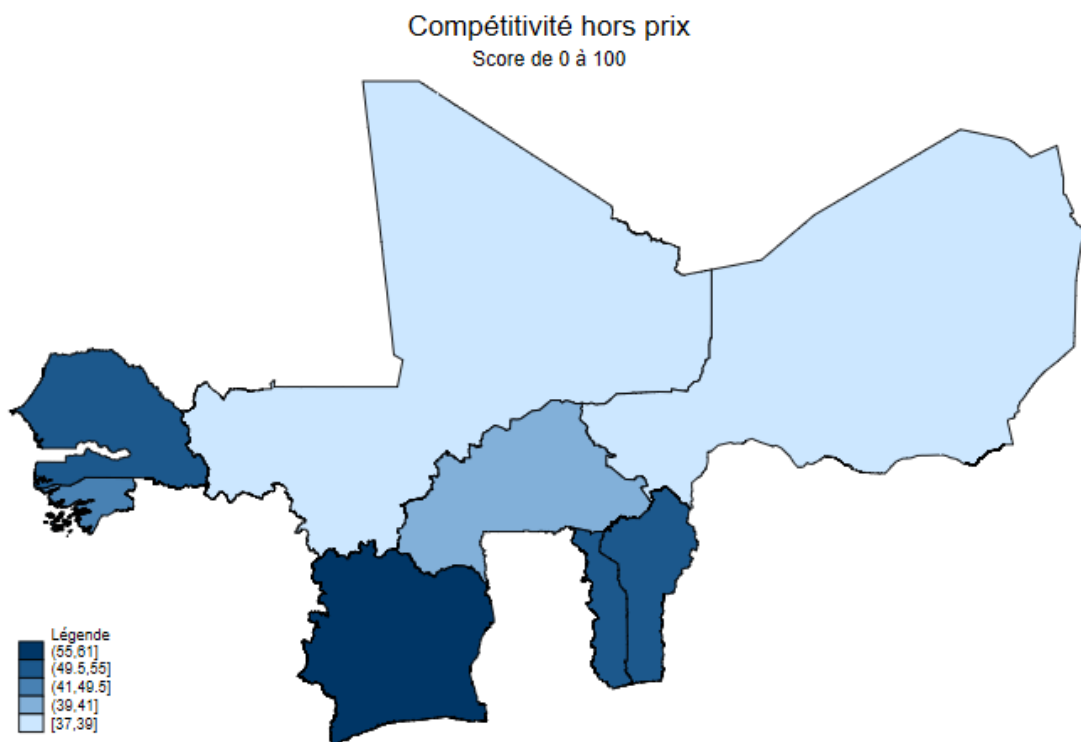 Compétitivité hors prix
Score de 0 à 100
Légende
(55,61]
(49.5,55]
(41,49.5]
(39,41]
[37,39]